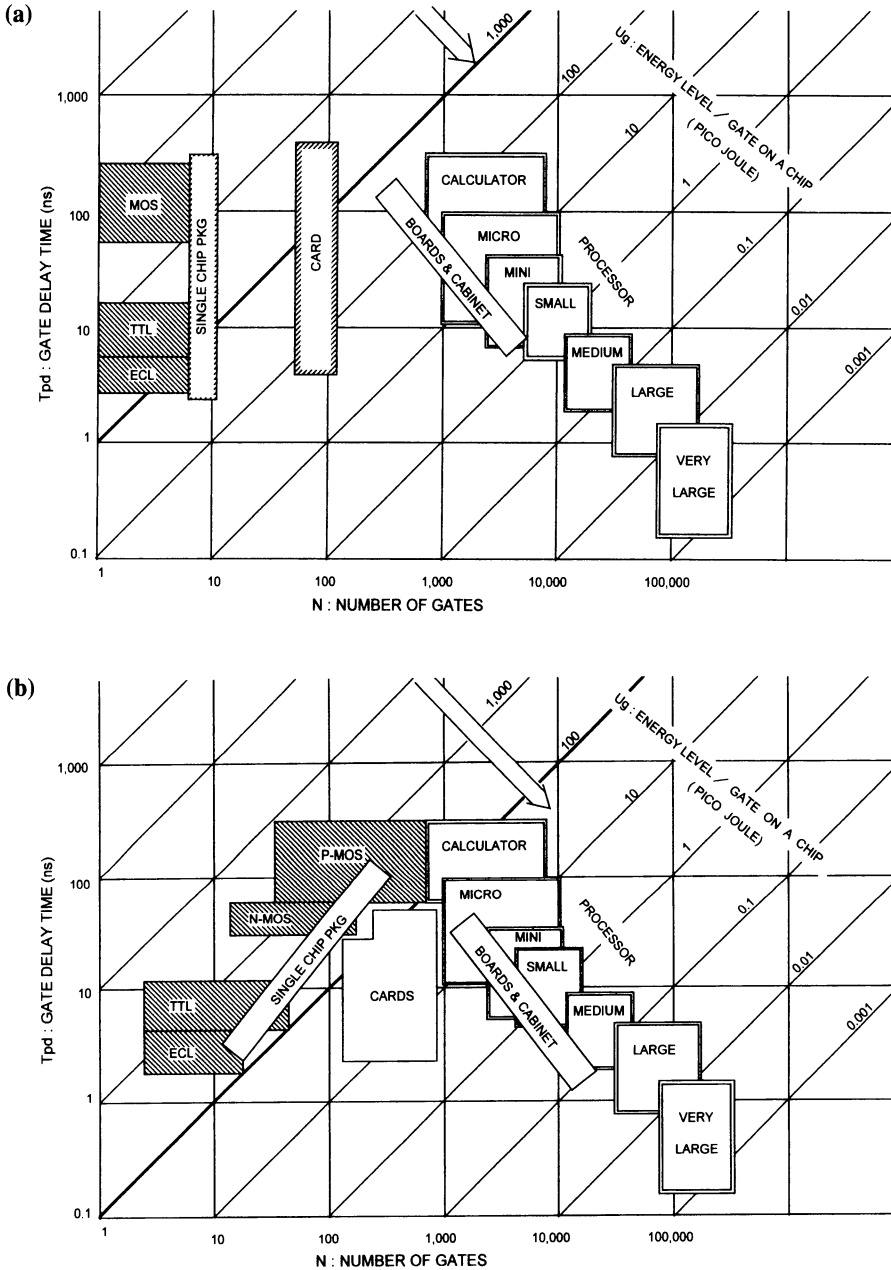 (a)
1,000
100
10
1
0.1
0.01
0.001
Ug : ENERGY LEVEL / GATE ON A CHIP
( PICO JOULE)
Tpd : GATE DELAY TIME (ns)
1,000
100
10
1
0.1
MOS
TTL
ECL
SINGLE CHIP PKG
CARD
BOARDS & CABINET
CALCULATOR
MICRO
MINI
SMALL
MEDIUM
LARGE
VERY
LARGE
PROCESSOR
1
10
100
1,000
10,000
100,000
N : NUMBER OF GATES
(b)
1,000
100
10
1
0.1
0.01
0.001
Ug : ENERGY LEVEL / GATE ON A CHIP
( PICO JOULE)
Tpd : GATE DELAY TIME (ns)
1,000
100
10
1
0.1
P-MOS
N-MOS
TTL
ECL
SINGLE CHIP PKG
CARDS
BOARDS & CABINET
CALCULATOR
MICRO
MINI
SMALL
MEDIUM
LARGE
VERY
LARGE
PROCESSOR
1
10
100
1,000
10,000
100,000
N : NUMBER OF GATES